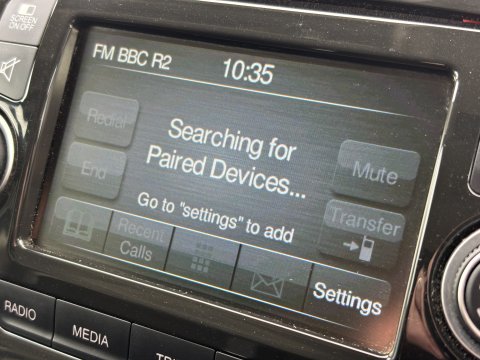 SCREEN
ON/OFF
FM BBC R2
10:35
Redial
Searching for
Paired Devices...
Mute
End
Go to "settings" to add
Transfer
Recent
Calls
Settings
RADIO
MEDIA